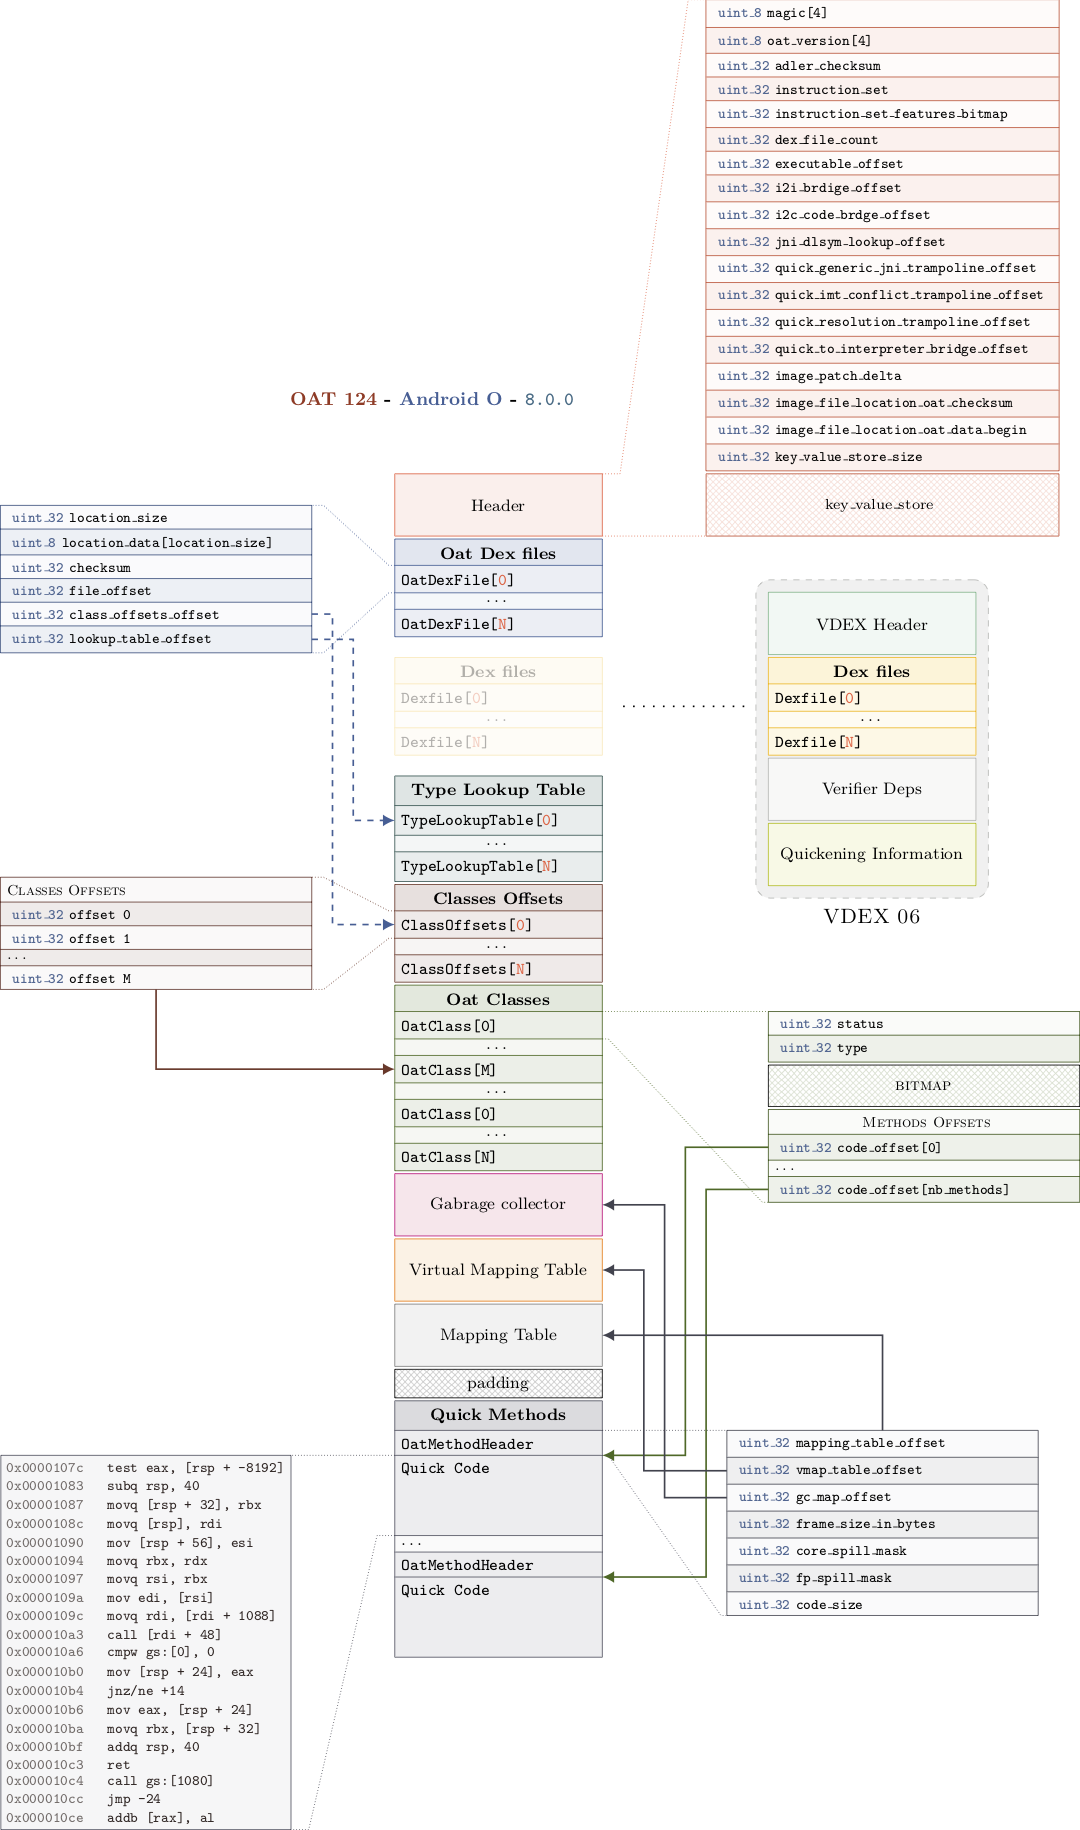 uint_8 magic[4]
uint_8 oat_version[4]
uint_32 adler_checksum
uint_32 instruction_set
uint_32 instruction_set_features_bitmap
uint_32 dex_file_count
uint_32 executable_offset
uint_32 i2i_brdige_offset
uint_32 i2c_code_brdge_offset
uint_32 jni_dlsym_lookup_offset
uint_32 quick_generic_jni_trampoline_offset
uint_32 quick_imt_conflict_trampoline_offset
uint_32 quick_resolution_trampoline_offset
uint_32 quick_to_interpreter_bridge_offset
uint_32 image_patch_delta
uint_32 image_file_location_oat_checksum
uint_32 image_file_location_oat_data_begin
uint_32 key_value_store_size
key_value_store
OAT 124 - Android O - 8.0.0
Header
Oat Dex files
OatDexFile[0]
...
OatDexFile[N]
uint_32 location_size
uint_8 location_data[location_size]
uint_32 checksum
uint_32 file_offset
uint_32 class_offsets_offset
uint_32 lookup_table_offset
Dex files
Dexfile[0]
...
Dexfile[N]
VDEX Header
Dex files
Dexfile[0]
...
Dexfile[N]
Verifier Deps
Quickening Information
VDEX 06
Type Lookup Table
TypeLookupTable[0]
...
TypeLookupTable[N]
Classes Offsets
ClassOffsets[0]
...
ClassOffsets[N]
Classes Offsets
uint_32 offset 0
uint_32 offset 1
...
uint_32 offset M
Oat Classes
OatClass[0]
...
OatClass[M]
...
OatClass[0]
...
OatClass[N]
uint_32 status
uint_32 type
BITMAP
Methods Offsets
uint_32 code_offset[0]
...
uint_32 code_offset[nb_methods]
Gabrage collector
Virtual Mapping Table
Mapping Table
padding
Quick Methods
OatMethodHeader
Quick Code
...
OatMethodHeader
Quick Code
uint_32 mapping_table_offset
uint_32 vmap_table_offset
uint_32 gc_map_offset
uint_32 frame_size_in_bytes
uint_32 core_spill_mask
uint_32 fp_spill_mask
uint_32 code_size
0x0000107c test eax, [rsp + -8192]
0x00001083 subq rsp, 40
0x00001087 movq [rsp + 32], rbx
0x0000108c movq [rsp], rdi
0x00001090 mov [rsp + 56], esi
0x00001094 movq rbx, rdx
0x00001097 movq rsi, rbx
0x0000109a mov edi, [rsi]
0x0000109c movq rdi, [rdi + 1088]
0x000010a3 call [rdi + 48]
0x000010a6 cmpw gs:[0], 0
0x000010b0 mov [rsp + 24], eax
0x000010b4 jnz/ne +14
0x000010b6 mov eax, [rsp + 24]
0x000010ba movq rbx, [rsp + 32]
0x000010bf addq rsp, 40
0x000010c3 ret
0x000010c4 call gs:[1080]
0x000010cc jmp -24
0x000010ce addb [rax], al